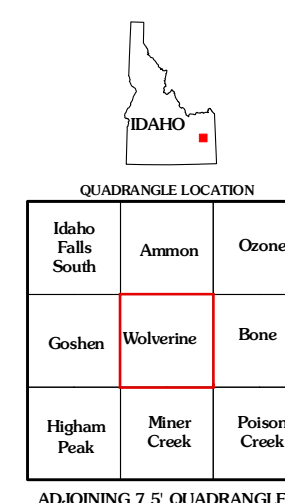 IDAHO
QUADRANGLE LOCATION
Idaho
Falls
South
Ammon
Ozone
Goshen
Wolverine
Bone
Higham
Peak
Miner
Creek
Poison
Creek
ADJOINING 7.5' QUADRANGLE